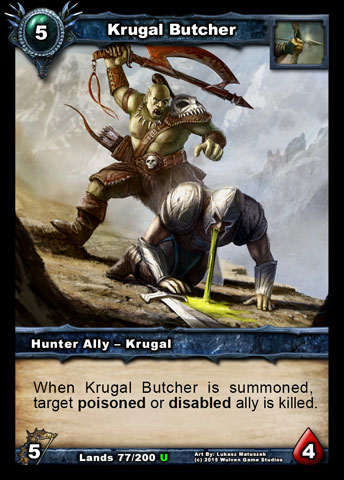 5
Krugal Butcher
Hunter Ally – Krugal
When Krugal Butcher is summoned,
target poisoned or disabled ally is killed.
5
Lands 77/200 U
Art By: Lukasz Matuszek
(c) 2015 Wulven Game Studios
4